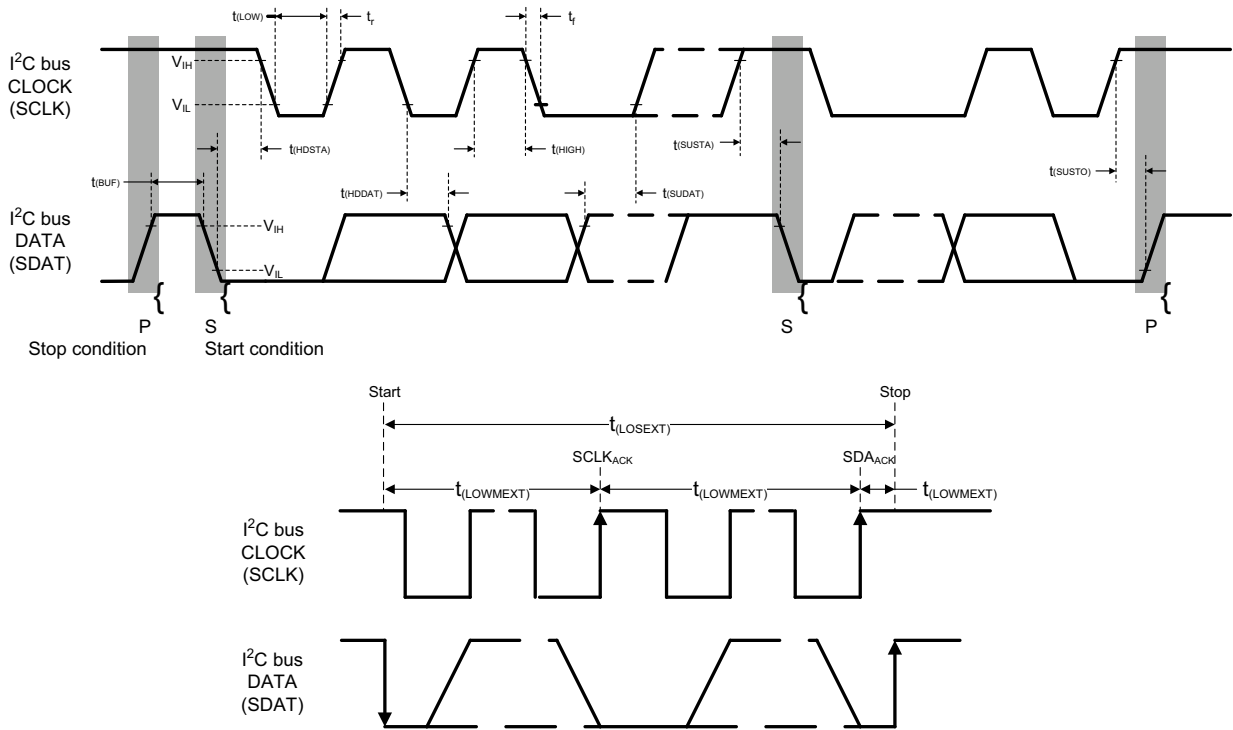 t(LOW)
tr
tf
I2C bus
CLOCK
(SCLK)
VIH
VIL
t(HDSTA)
t(HIGH)
t(SUSTA)
t(SUSTO)
t(BUF)
t(HDDAT)
t(SUDAT)
I2C bus
DATA
(SDAT)
VIH
VIL
{ { { {
P S S P
Stop condition Start condition
Start Stop
t(LOSEXT)
SCLKACK SDAACK
t(LOWMEXT) t(LOWMEXT) t(LOWMEXT)
I2C bus
CLOCK
(SCLK)
I2C bus
DATA
(SDAT)